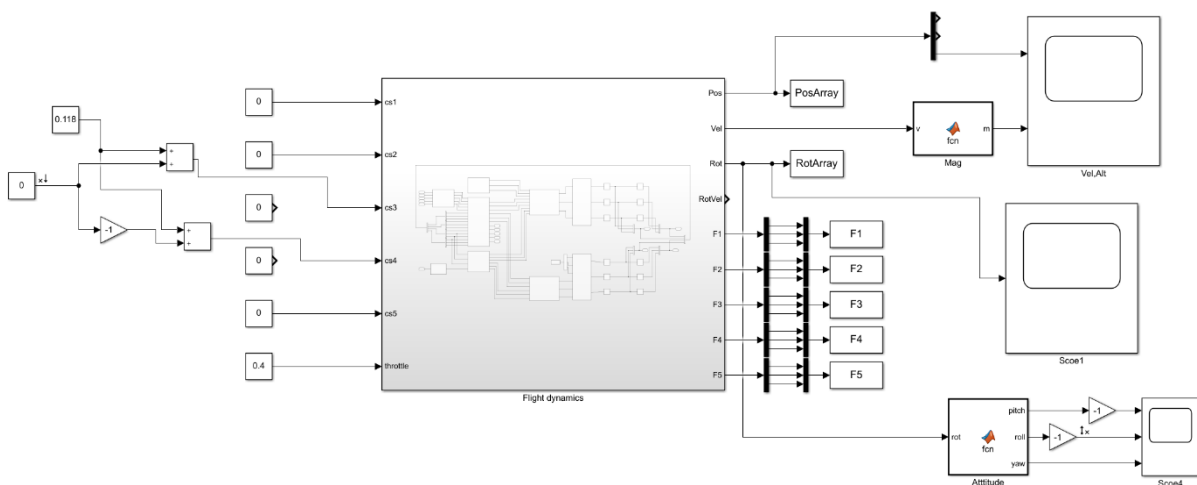 0
cs1
0.118
0
cs2
0
0
cs3
-1
0
cs4
0
cs5
0.4
throttle
Flight dynamics
Pos
PosArray
Vel
v
fcn
m
Mag
Vel,Alt
Rot
RotArray
RotVel
F1
F1
F2
F2
F3
F3
F4
F4
F5
F5
Scoe1
rot
fcn
pitch
roll
yaw
Atttitude
-1
-1
Scoe4